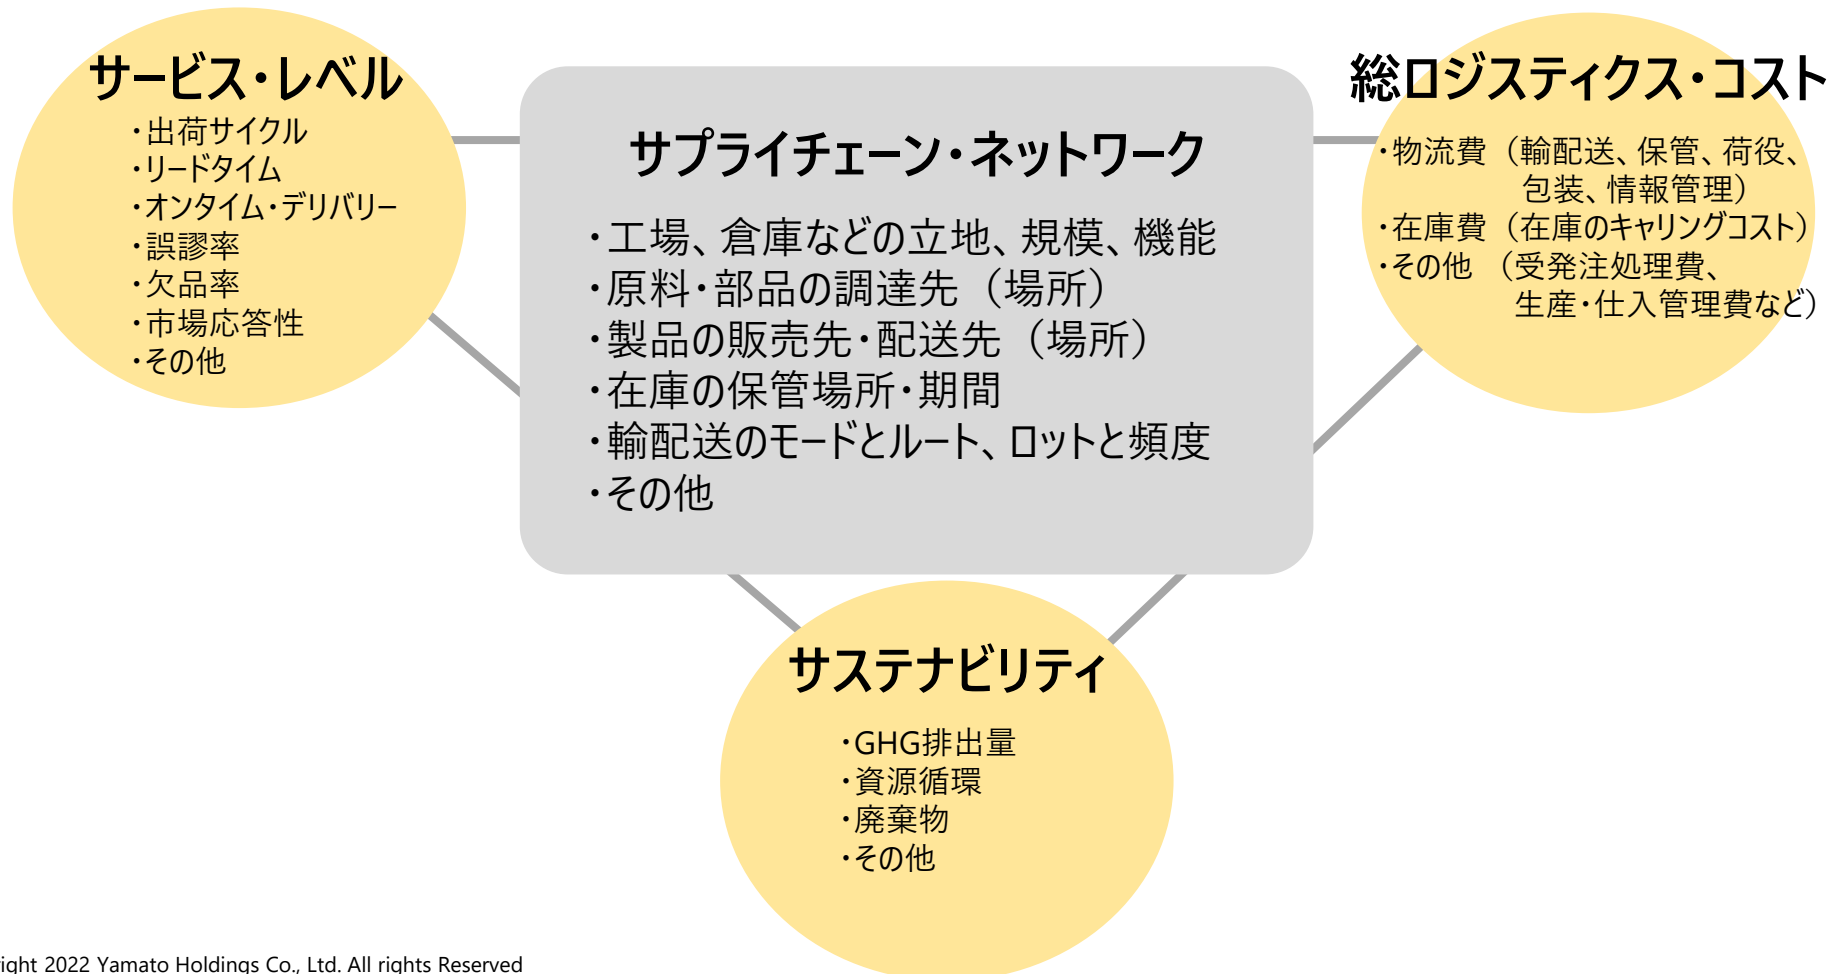 サービス・レベル
・出荷サイクル
・リードタイム
・オンタイム・デリバリー
・誤謬率
・欠品率
・市場応答性
・その他
サプライチェーン・ネットワーク
・工場、倉庫などの立地、規模、機能
・原料・部品の調達先（場所）
・製品の販売先・配送先（場所）
・在庫の保管場所・期間
・輸配送のモードとルート、ロットと頻度
・その他
総ロジスティクス・コスト
・物流費（輸配送、保管、荷役、
包装、情報管理）
・在庫費（在庫のキャリングコスト）
・その他 （受発注処理費、
生産・仕入管理費など）
サステナビリティ
・GHG排出量
・資源循環
・廃棄物
・その他
ight 2022 Yamato Holdings Co., Ltd. All rights Reserved